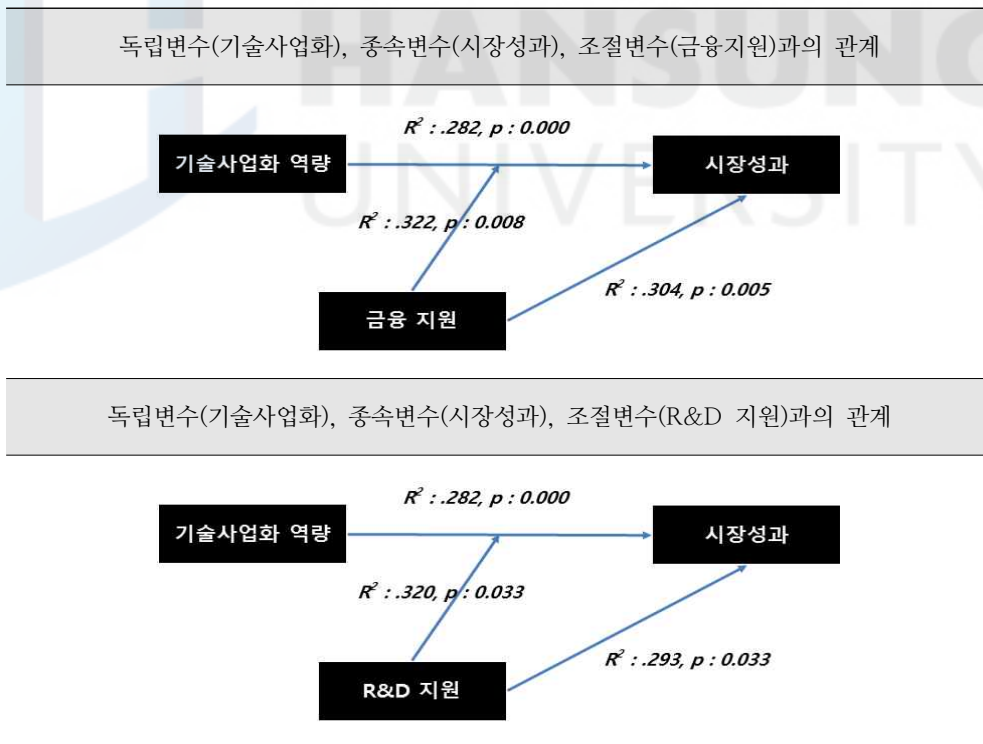 HANSUNG
UNIVERSITY
독립변수(기술사업화), 종속변수(시장성과), 조절변수(금융지원)과의 관계
R² : .282, p : 0.000
기술사업화 역량
시장성과
R² : .322, p : 0.008
R² : .304, p : 0.005
금융 지원
독립변수(기술사업화), 종속변수(시장성과), 조절변수(R&D 지원)과의 관계
R² : .282, p : 0.000
기술사업화 역량
시장성과
R² : .320, p : 0.033
R² : .293, p : 0.033
R&D 지원